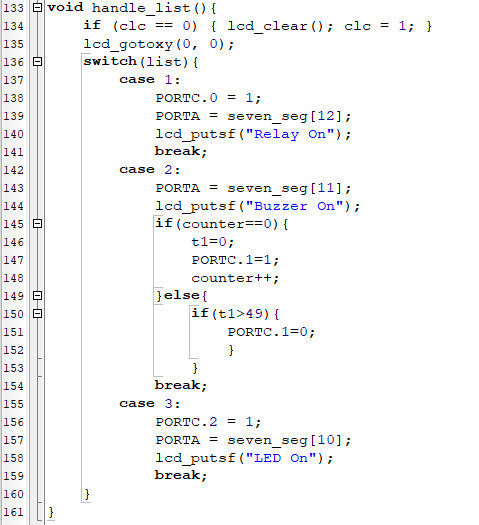 133 void handle_list(){
134     if (clc == 0) { lcd_clear(); clc = 1; }
135     lcd_gotoxy(0, 0);
136     switch(list){
137         case 1:
138             PORTC.0 = 1;
139             PORTA = seven_seg[12];
140             lcd_putsf("Relay On");
141             break;
142         case 2:
143             PORTA = seven_seg[11];
144             lcd_putsf("Buzzer On");
145             if(counter==0){
146                 t1=0;
147                 PORTC.1=1;
148                 counter++;
149             }else{
150                 if(t1>49){
151                     PORTC.1=0;
152                     }
153                 }
154             break;
155         case 3:
156             PORTC.2 = 1;
157             PORTA = seven_seg[10];
158             lcd_putsf("LED On");
159             break;
160     }
161 }